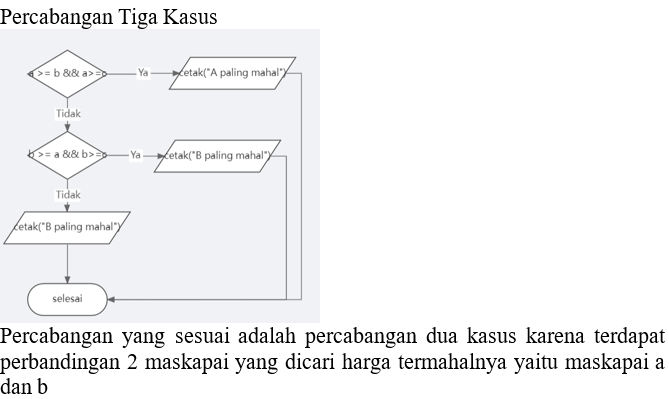 Percabangan Tiga Kasus
a >= b && a>=c
Ya
cetak("A paling mahal")
Tidak
b >= a && b>=c
Ya
cetak("B paling mahal")
Tidak
cetak("B paling mahal")
selesai
Percabangan yang sesuai adalah percabangan dua kasus karena terdapat
perbandingan 2 maskapai yang dicari harga termahalnya yaitu maskapai a
dan b